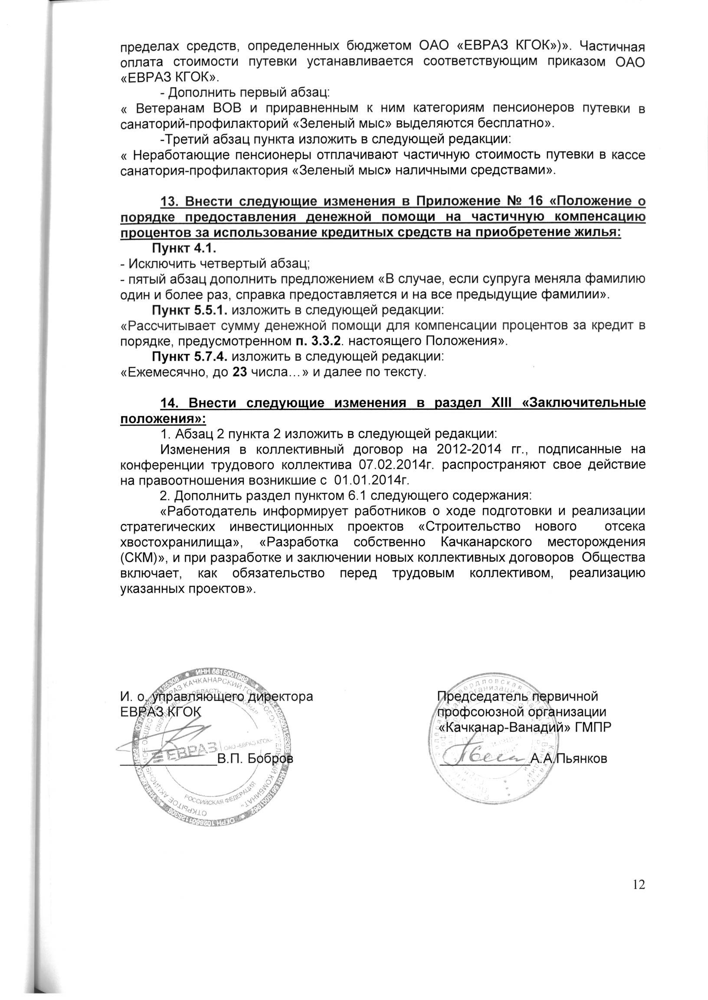 пределах средств, определенных бюджетом ОАО «ЕВРАЗ КГОК»)». Частичная
оплата стоимости путевки устанавливается соответствующим приказом ОАО
«ЕВРАЗ КГОК».
- Дополнить первый абзац:
« Ветеранам ВОВ и приравненным к ним категориям пенсионеров путевки в
санаторий-профилакторий «Зеленый мыс» выделяются бесплатно».
-Третий абзац пункта изложить в следующей редакции:
« Неработающие пенсионеры отплачивают частичную стоимость путевки в кассе
санатория-профилактория «Зеленый мыс» наличными средствами».
13. Внести следующие изменения в Приложение № 16 «Положение о
порядке предоставления денежной помощи на частичную компенсацию
процентов за использование кредитных средств на приобретение жилья:
Пункт 4.1.
- Исключить четвертый абзац;
- пятый абзац дополнить предложением «В случае, если супруга меняла фамилию
один и более раз, справка предоставляется и на все предыдущие фамилии».
Пункт 5.5.1. изложить в следующей редакции:
«Рассчитывает сумму денежной помощи для компенсации процентов за кредит в
порядке, предусмотренном п. 3.3.2. настоящего Положения».
Пункт 5.7.4. изложить в следующей редакции:
«Ежемесячно, до 23 числа...» и далее по тексту.
14. Внести следующие изменения в раздел XIII «Заключительные
положения»:
1. Абзац 2 пункта 2 изложить в следующей редакции:
Изменения в коллективный договор на 2012-2014 гг., подписанные на
конференции трудового коллектива 07.02.2014г. распространяют свое действие
на правоотношения возникшие с 01.01.2014г.
2. Дополнить раздел пунктом 6.1 следующего содержания:
«Работодатель информирует работников о ходе подготовки и реализации
стратегических инвестиционных проектов «Строительство нового отсека
хвостохранилища», «Разработка собственно Качканарского месторождения
(СКМ)», и при разработке и заключении новых коллективных договоров Общества
включает, как обязательство перед трудовым коллективом, реализацию
указанных проектов».
И. о. управляющего директора
ЕВРАЗ КГОК
В.П. Бобров
ИНН 6615001962
ОТКРЫТОЕ АКЦИОНЕРНОЕ ОБЩЕСТВО «ЕВРАЗ КАЧКАНАРСКИЙ ГОРНО-ОБОГАТИТЕЛЬНЫЙ КОМБИНАТ»
СВЕРДЛОВСКАЯ ОБЛАСТЬ, г. КАЧКАНАР
ЕВРАЗ ОАО «ЕВРАЗ КГОК»
РОССИЙСКАЯ ФЕДЕРАЦИЯ
Председатель первичной
профсоюзной организации
«Качканар-Ванадий» ГМПР
А.А.Пьянков
12